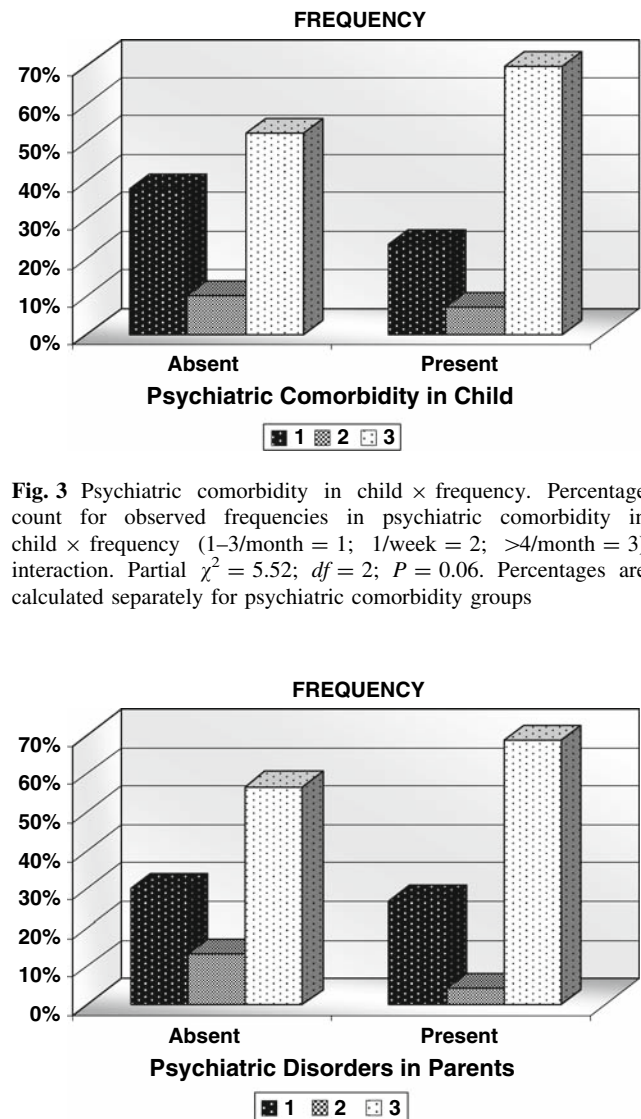 FREQUENCY
70%
60%
50%
40%
30%
20%
10%
0%
Absent Present
Psychiatric Comorbidity in Child
1 2 3
Fig. 3 Psychiatric comorbidity in child × frequency. Percentage
count for observed frequencies in psychiatric comorbidity in
child × frequency (1–3/month = 1; 1/week = 2; >4/month = 3)
interaction. Partial χ² = 5.52; df = 2; P = 0.06. Percentages are
calculated separately for psychiatric comorbidity groups
FREQUENCY
70%
60%
50%
40%
30%
20%
10%
0%
Absent Present
Psychiatric Disorders in Parents
1 2 3